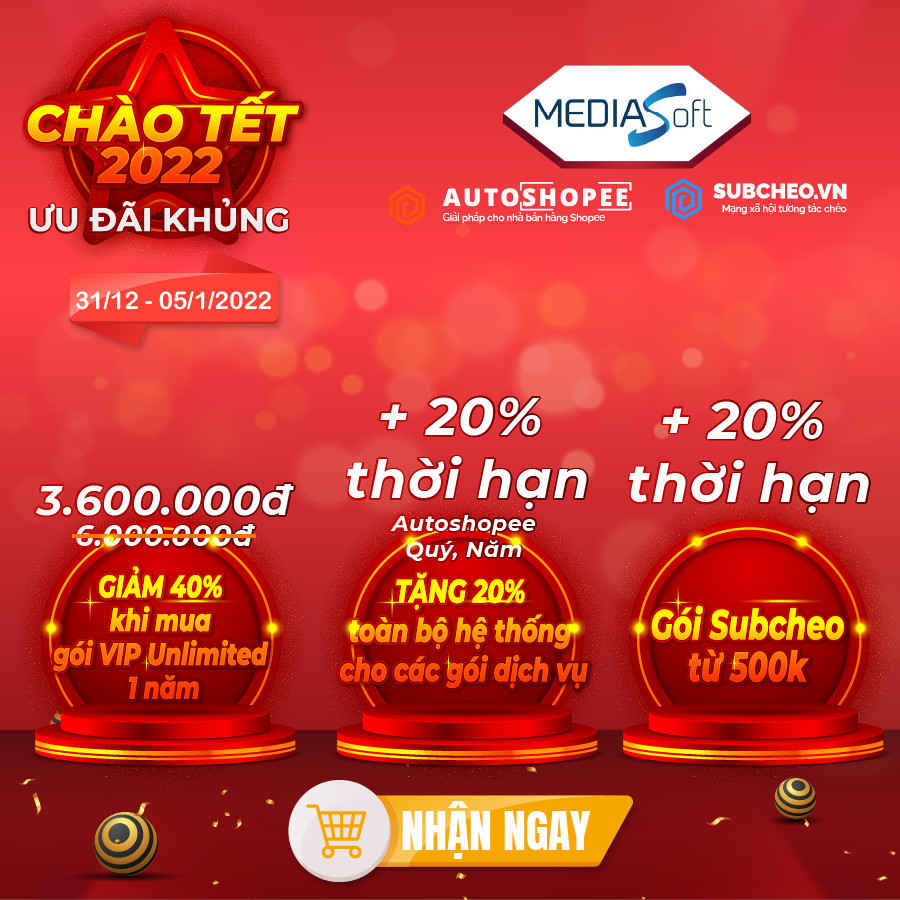 CHÀO TẾT
2022
ƯU ĐÃI KHỦNG
31/12 - 05/1/2022
MEDIASoft
AUTOSHOPEE
Giải pháp cho nhà bán hàng Shopee
SUBCHEO.VN
Mạng xã hội tương tác chéo
3.600.000đ
6.000.000đ
GIẢM 40%
khi mua
gói VIP Unlimited
1 năm
+ 20%
thời hạn
Autoshopee
Quý, Năm
TẶNG 20%
toàn bộ hệ thống
cho các gói dịch vụ
+ 20%
thời hạn
Gói Subcheo
từ 500k
NHẬN NGAY